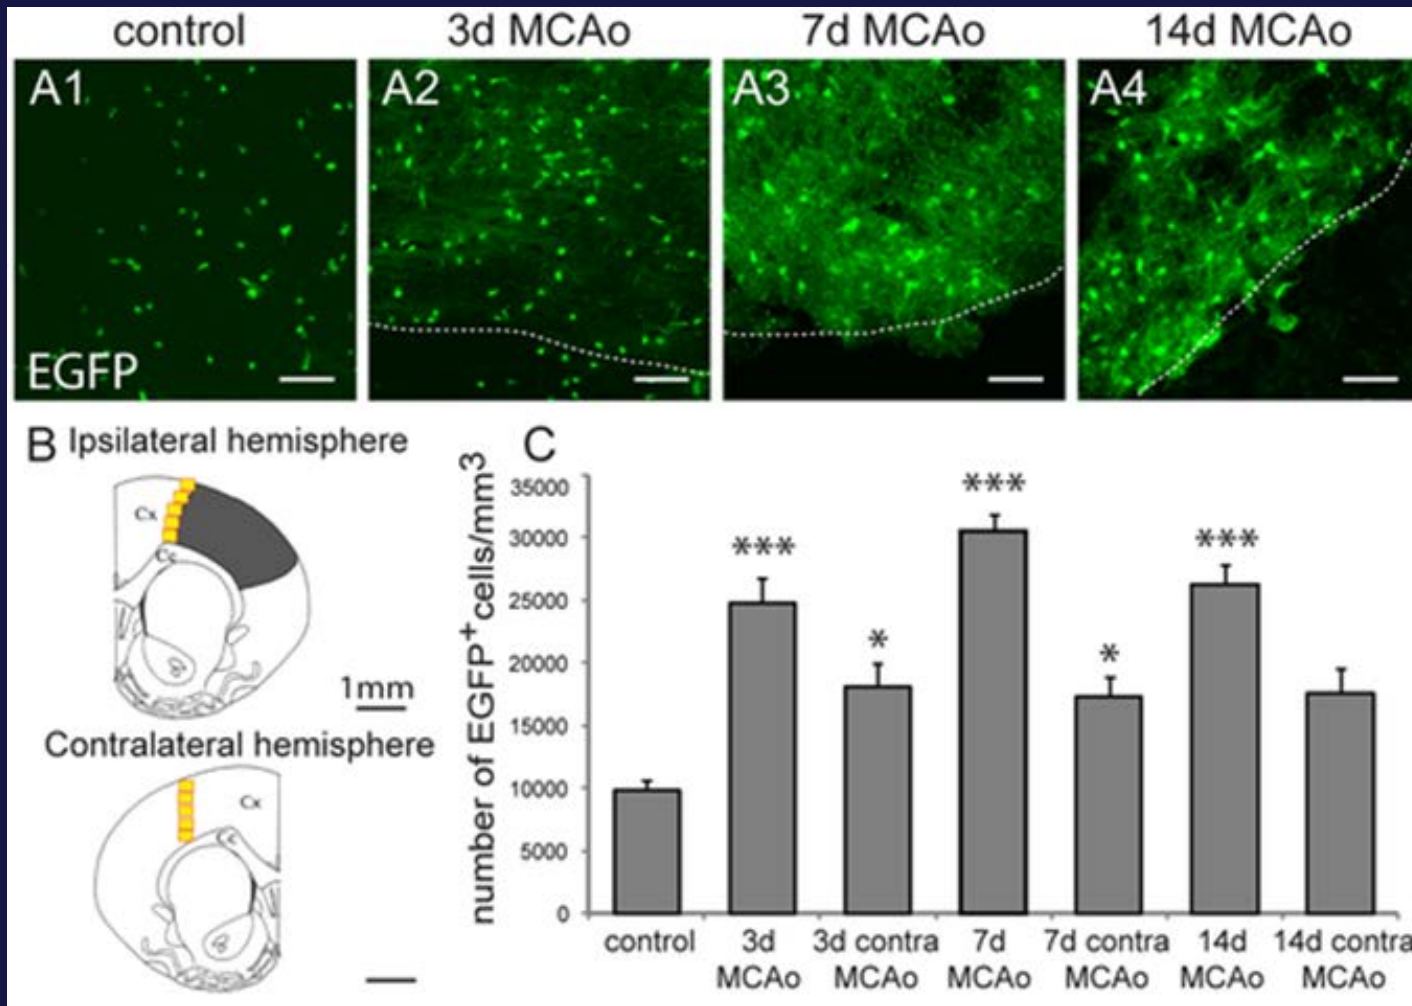 control
3d MCAo
7d MCAo
14d MCAo
A1
A2
A3
A4
EGFP
B Ipsilateral hemisphere
Cx
Cc
1mm
Contralateral hemisphere
Cx
Cc
C
number of EGFP+ cells/mm3
35000
30000
25000
20000
15000
10000
5000
0
***
*
***
*
***
control
3d MCAo
3d contra MCAo
7d MCAo
7d contra MCAo
14d MCAo
14d contra MCAo